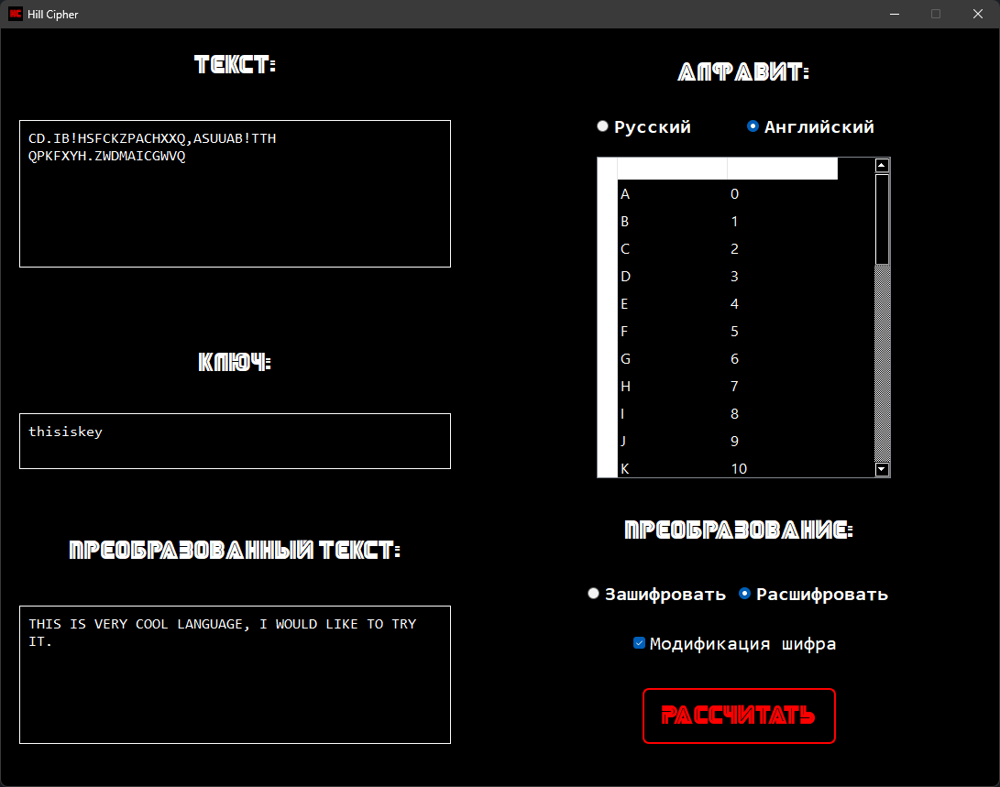 Hill Cipher
ТЕКСТ:
CD.IB!HSFCKZPACHXXQ,ASUUAB!TTH
QPKFXYH.ZWDMAICGWVQ
КЛЮЧ:
thisiskey
ПРЕОБРАЗОВАННЫЙ ТЕКСТ:
THIS IS VERY COOL LANGUAGE, I WOULD LIKE TO TRY
IT.
АЛФАВИТ:
Русский Английский
A 0
B 1
C 2
D 3
E 4
F 5
G 6
H 7
I 8
J 9
K 10
ПРЕОБРАЗОВАНИЕ:
Зашифровать Расшифровать
Модификация шифра
РАССЧИТАТЬ